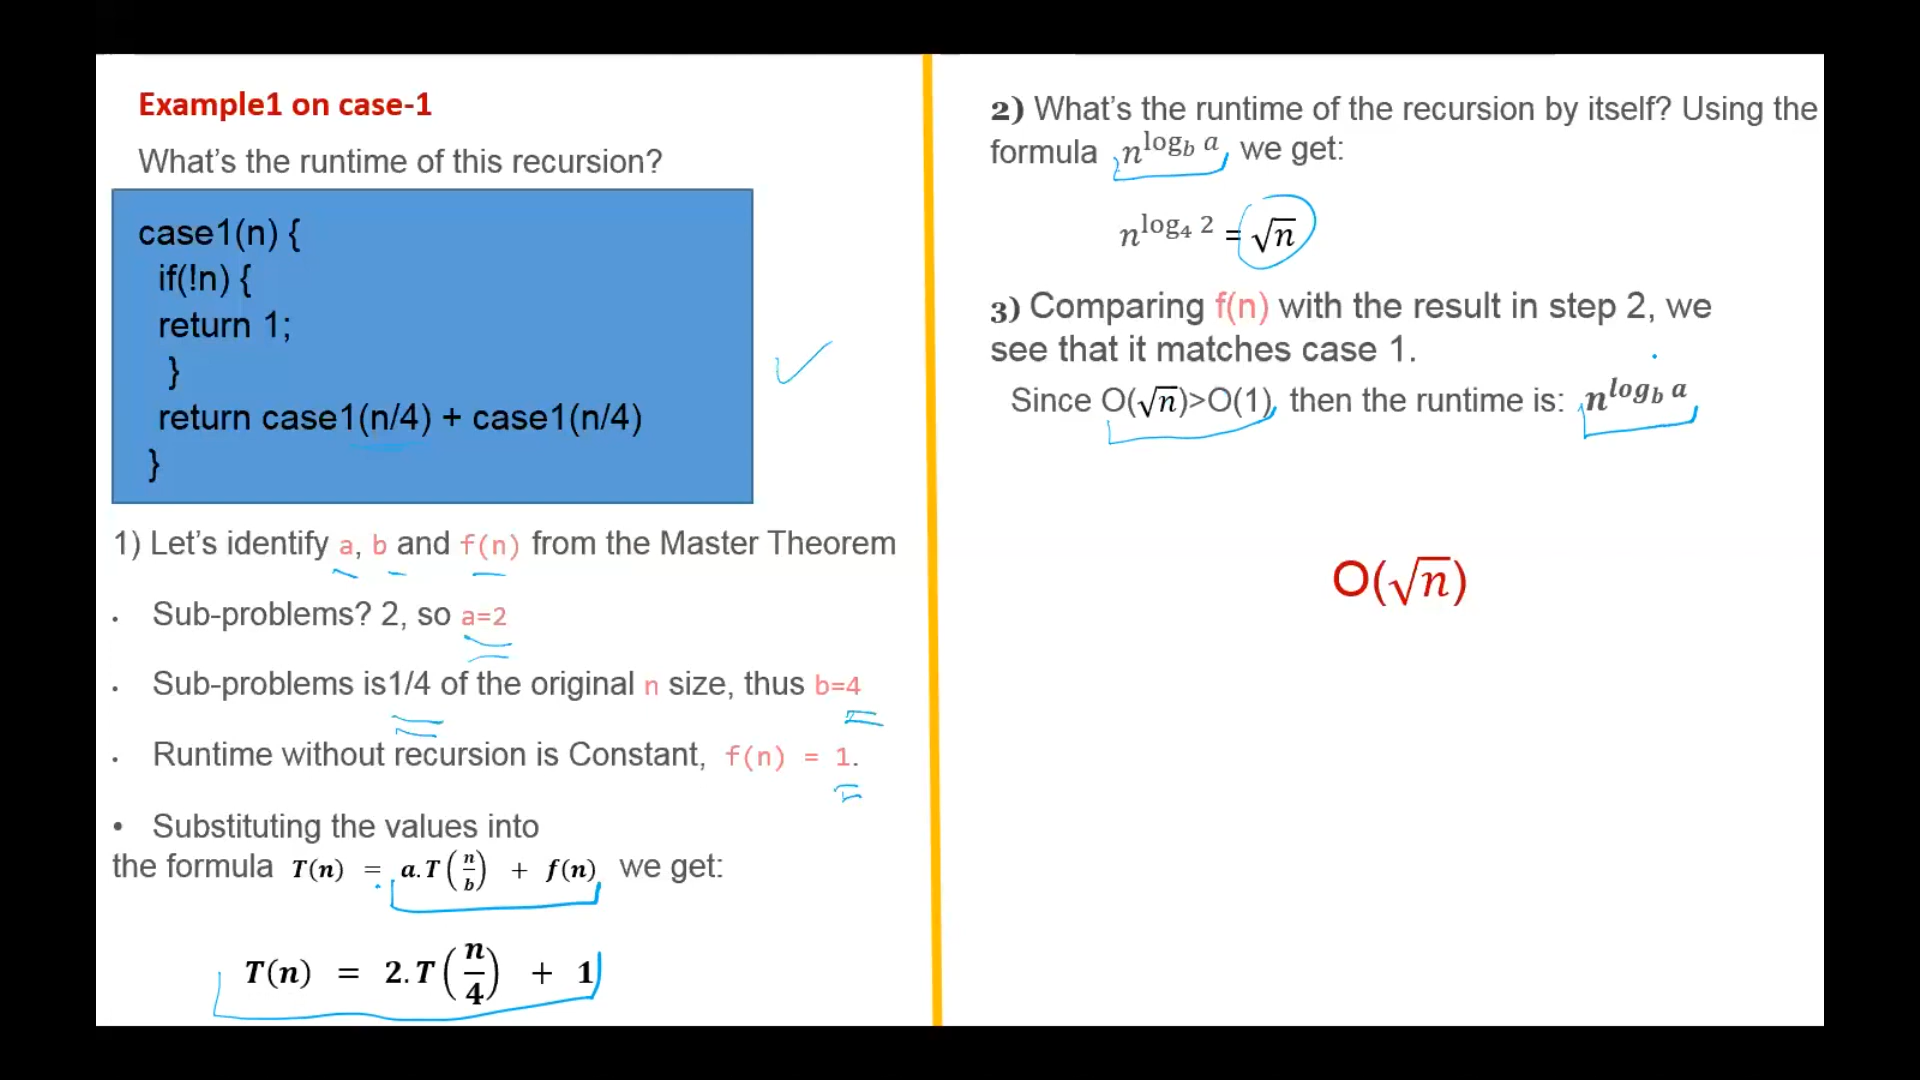 Example1 on case-1
What's the runtime of this recursion?
case1(n) {
if(!n) {
return 1;
}
return case1(n/4) + case1(n/4)
}
1) Let's identify a, b and f(n) from the Master Theorem
• Sub-problems? 2, so a=2
• Sub-problems is1/4 of the original n size, thus b=4
• Runtime without recursion is Constant, f(n) = 1.
• Substituting the values into
the formula T(n) = a.T(n/b) + f(n) we get:
T(n) = 2.T(n/4) + 1
2) What's the runtime of the recursion by itself? Using the
formula n^{log_b a}, we get:
n^{log_4 2} = √n
3) Comparing f(n) with the result in step 2, we
see that it matches case 1.
Since O(√n)>O(1), then the runtime is: n^{log_b a}
O(√n)